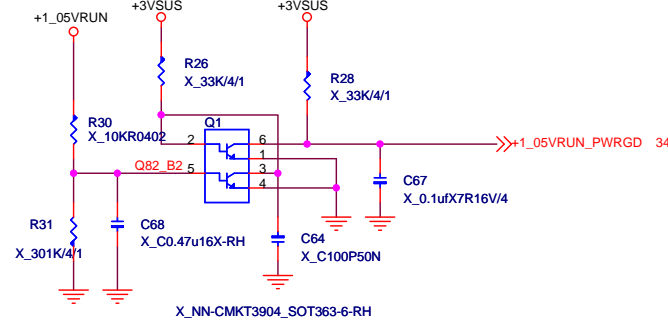 +1_05VRUN
+3VSUS
+3VSUS
R26
X_33K/4/1
R28
X_33K/4/1
R30
X_10KR0402
Q1
2
6
1
5
3
4
Q82_B2
+1_05VRUN_PWRGD 34
C67
X_0.1ufX7R16V/4
R31
X_301K/4/1
C68
X_C0.47u16X-RH
C64
X_C100P50N
X_NN-CMKT3904_SOT363-6-RH